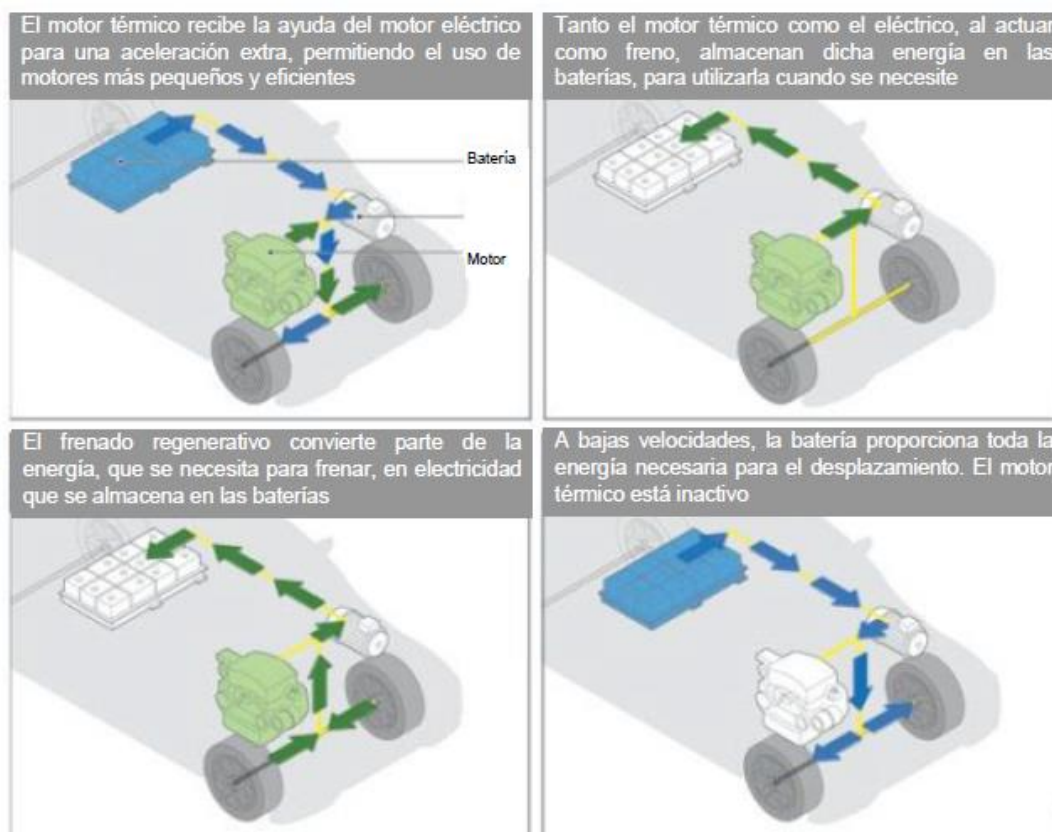 El motor térmico recibe la ayuda del motor eléctrico
para una aceleración extra, permitiendo el uso de
motores más pequeños y eficientes
Tanto el motor térmico como el eléctrico, al actuar
como freno, almacenan dicha energía en las
baterías, para utilizarla cuando se necesite
Batería
Motor
El frenado regenerativo convierte parte de la
energía, que se necesita para frenar, en electricidad
que se almacena en las baterías
A bajas velocidades, la batería proporciona toda la
energía necesaria para el desplazamiento. El motor
térmico está inactivo